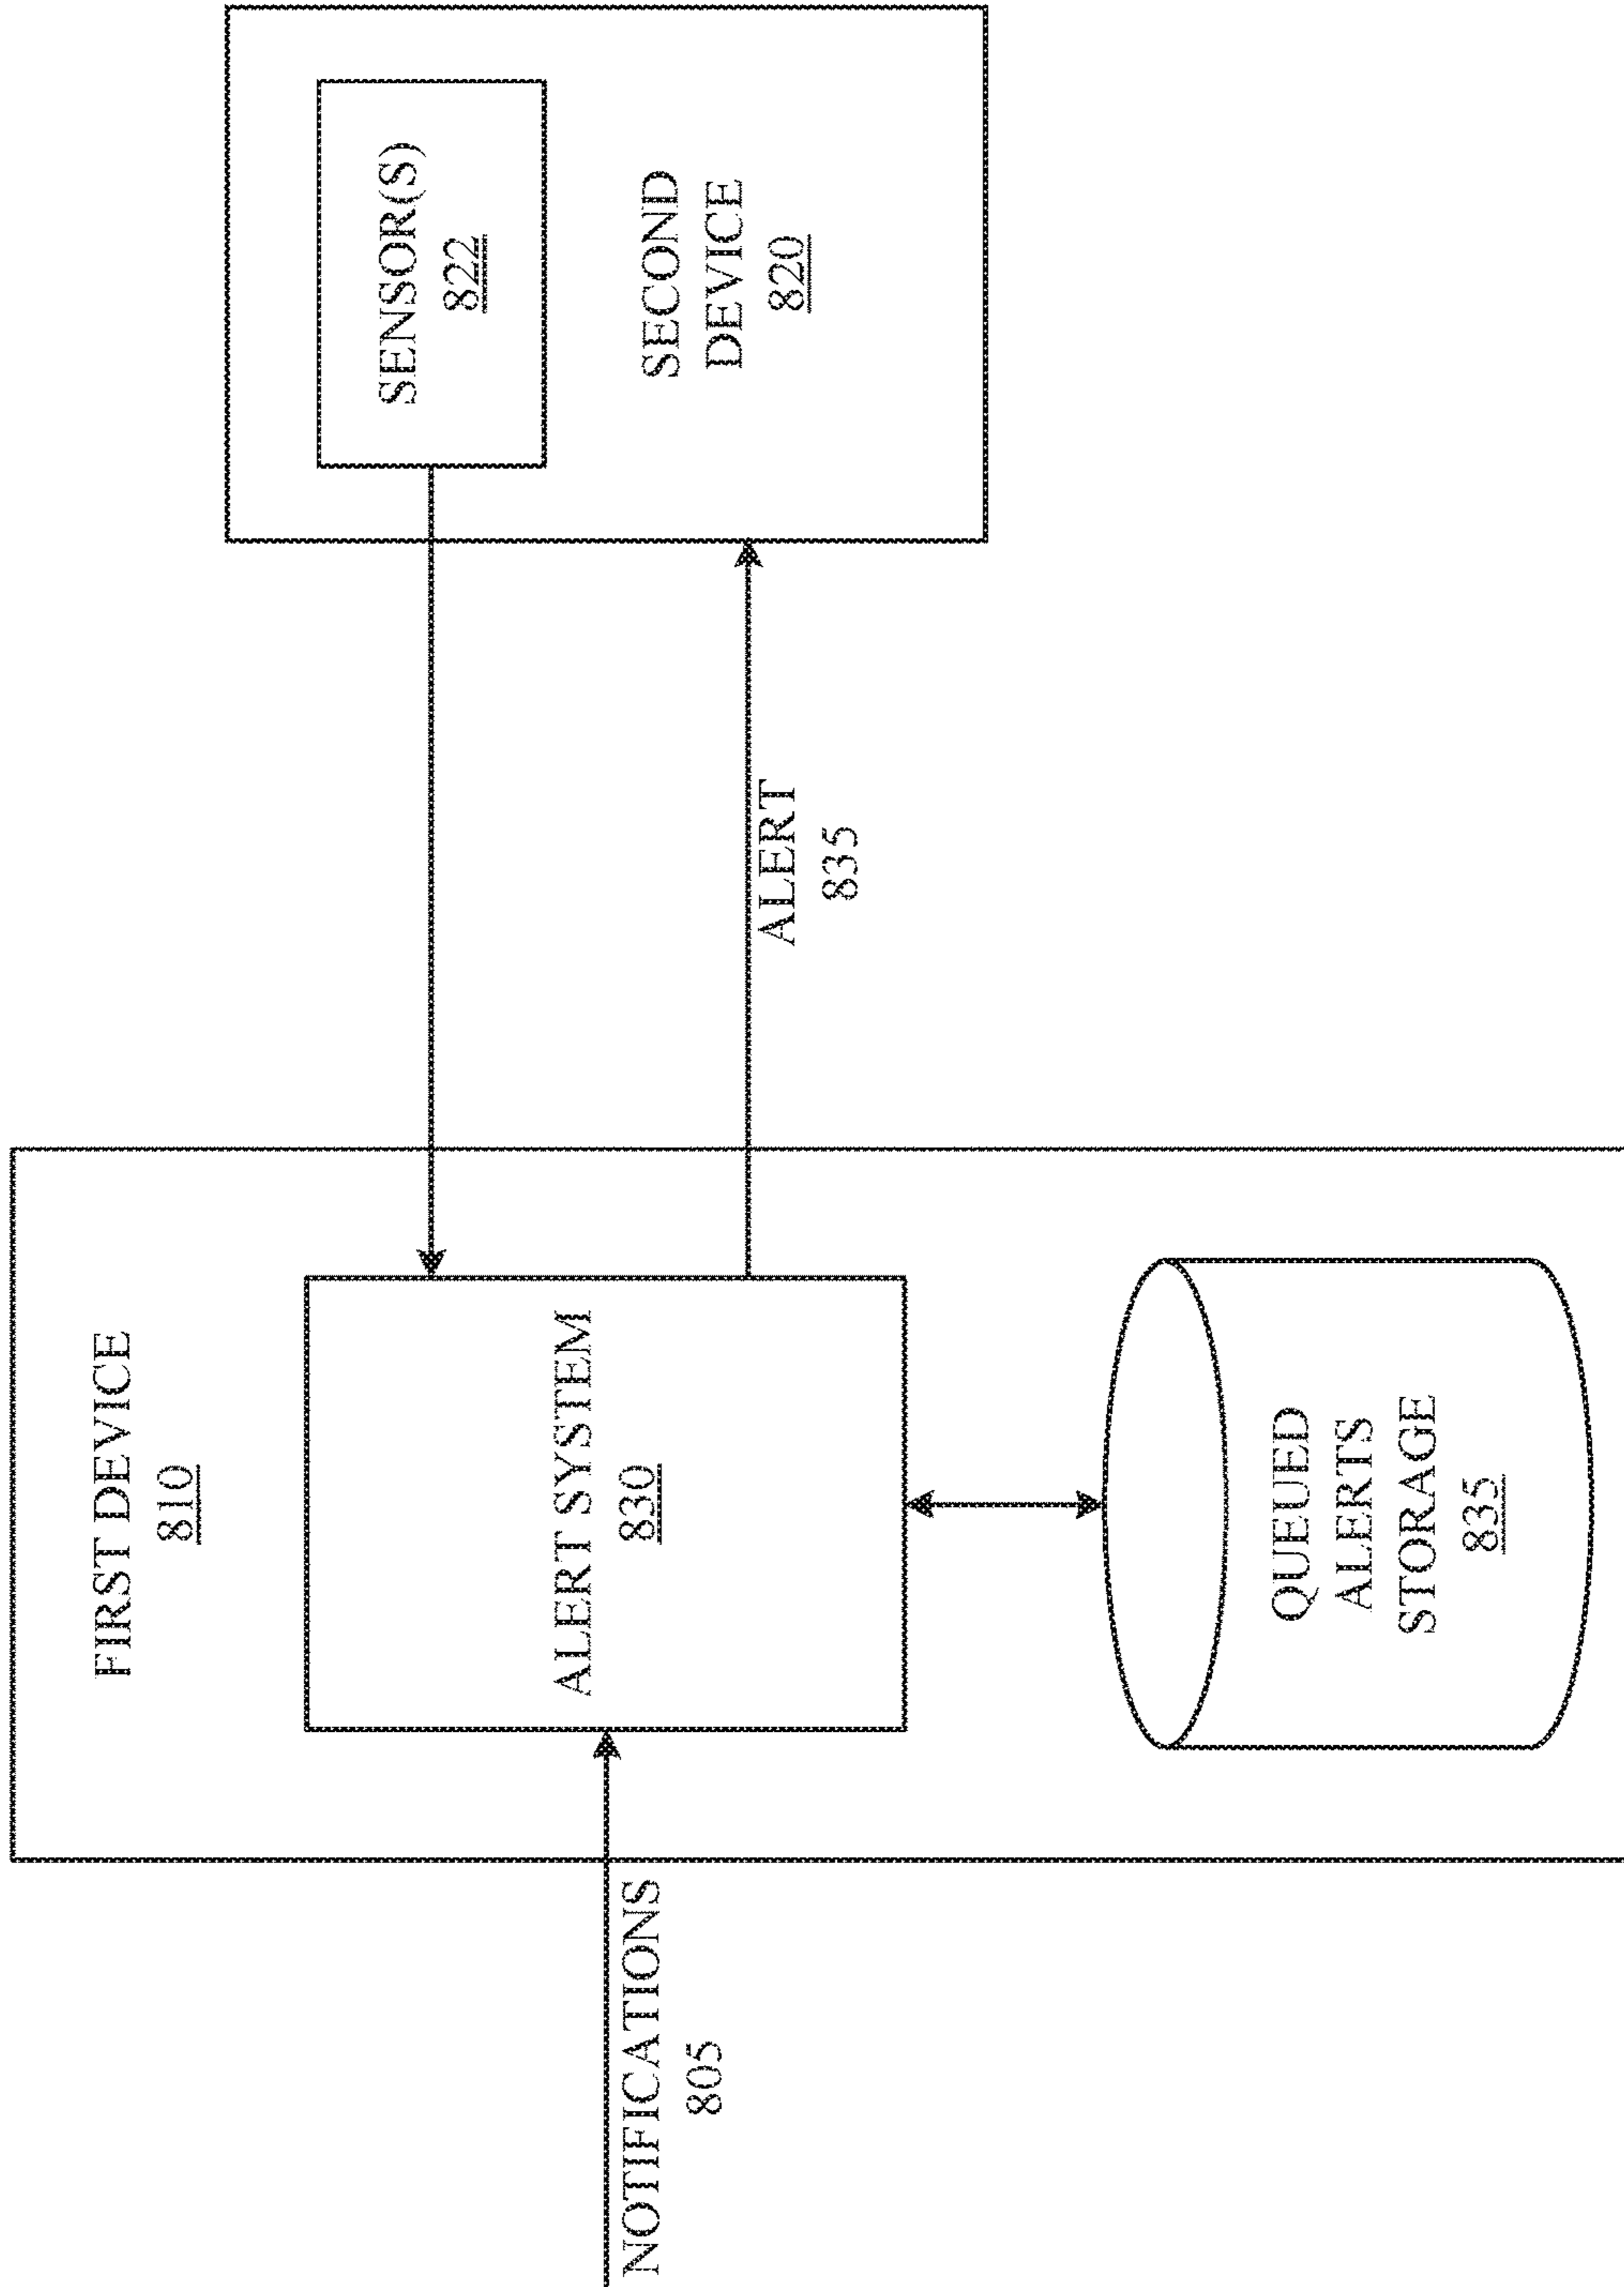 FIRST DEVICE
810
NOTIFICATIONS
805
ALERT SYSTEM
830
QUEUED
ALERTS
STORAGE
835
ALERT
835
SENSOR(S)
822
SECOND
DEVICE
820